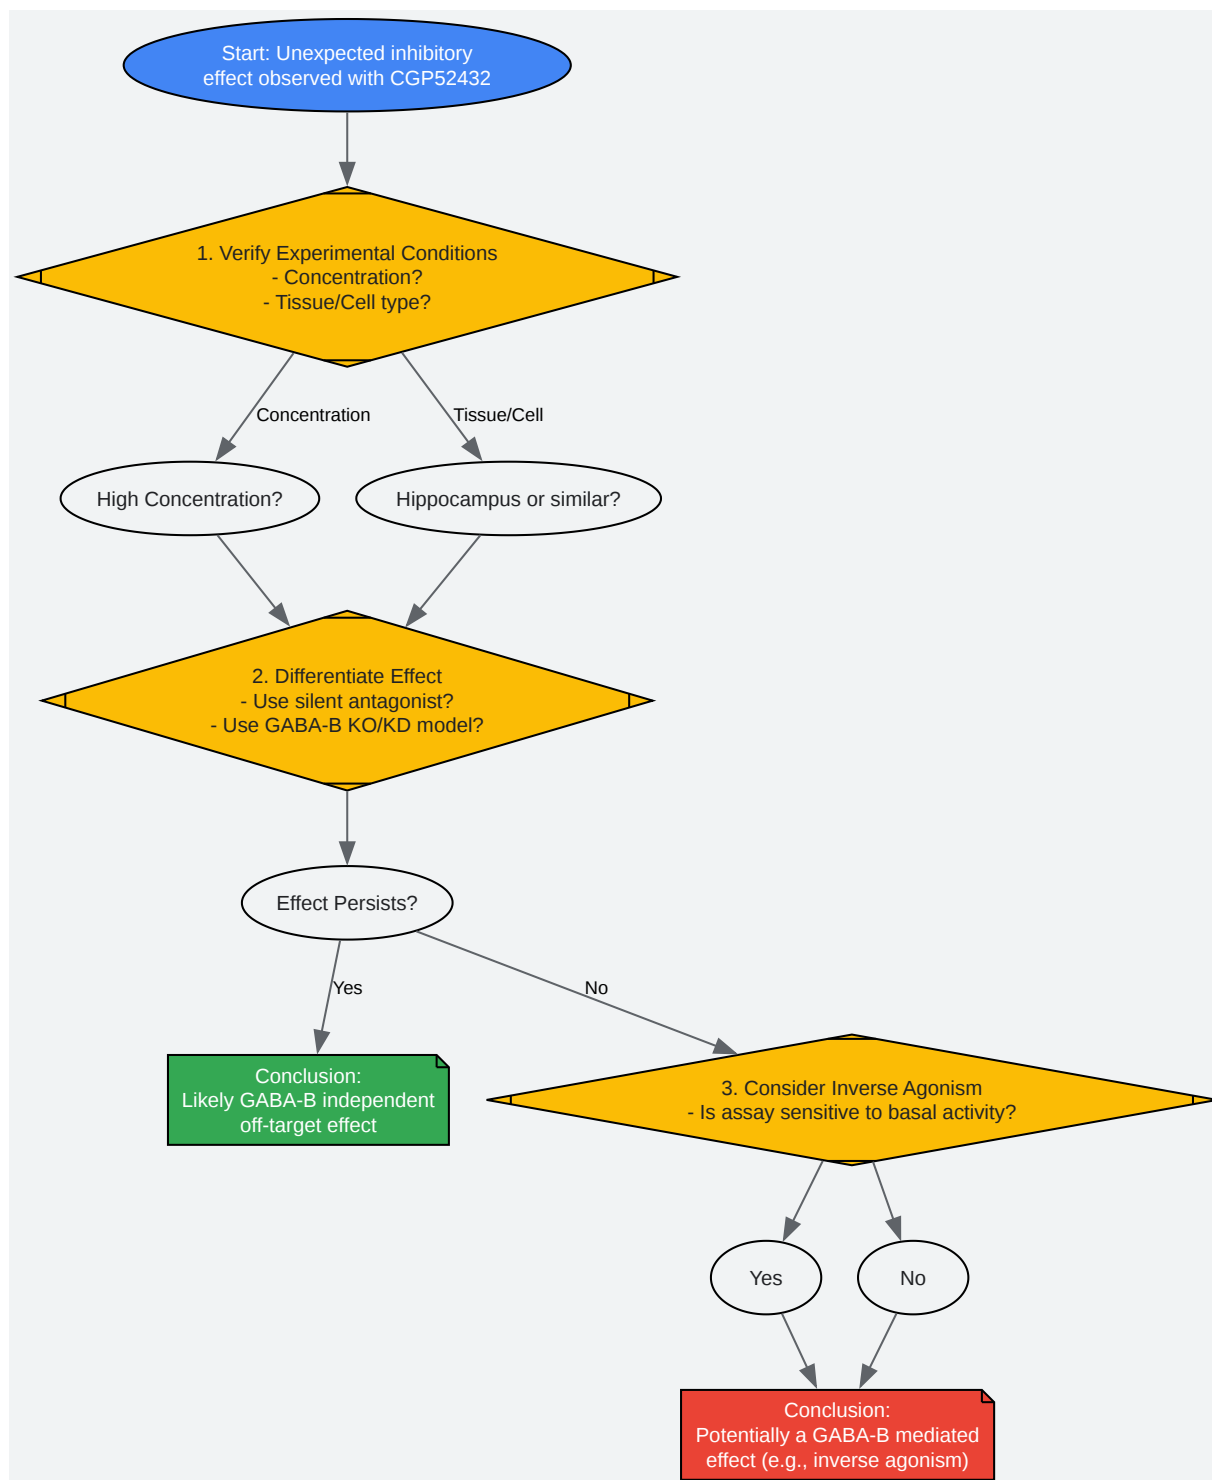 Start: Unexpected inhibitory
effect observed with CGP52432
1. Verify Experimental Conditions
- Concentration?
- Tissue/Cell type?
Concentration
Tissue/Cell
High Concentration?
Hippocampus or similar?
2. Differentiate Effect
- Use silent antagonist?
- Use GABA-B KO/KD model?
Effect Persists?
Yes
No
Conclusion:
Likely GABA-B independent
off-target effect
3. Consider Inverse Agonism
- Is assay sensitive to basal activity?
Yes
No
Conclusion:
Potentially a GABA-B mediated
effect (e.g., inverse agonism)